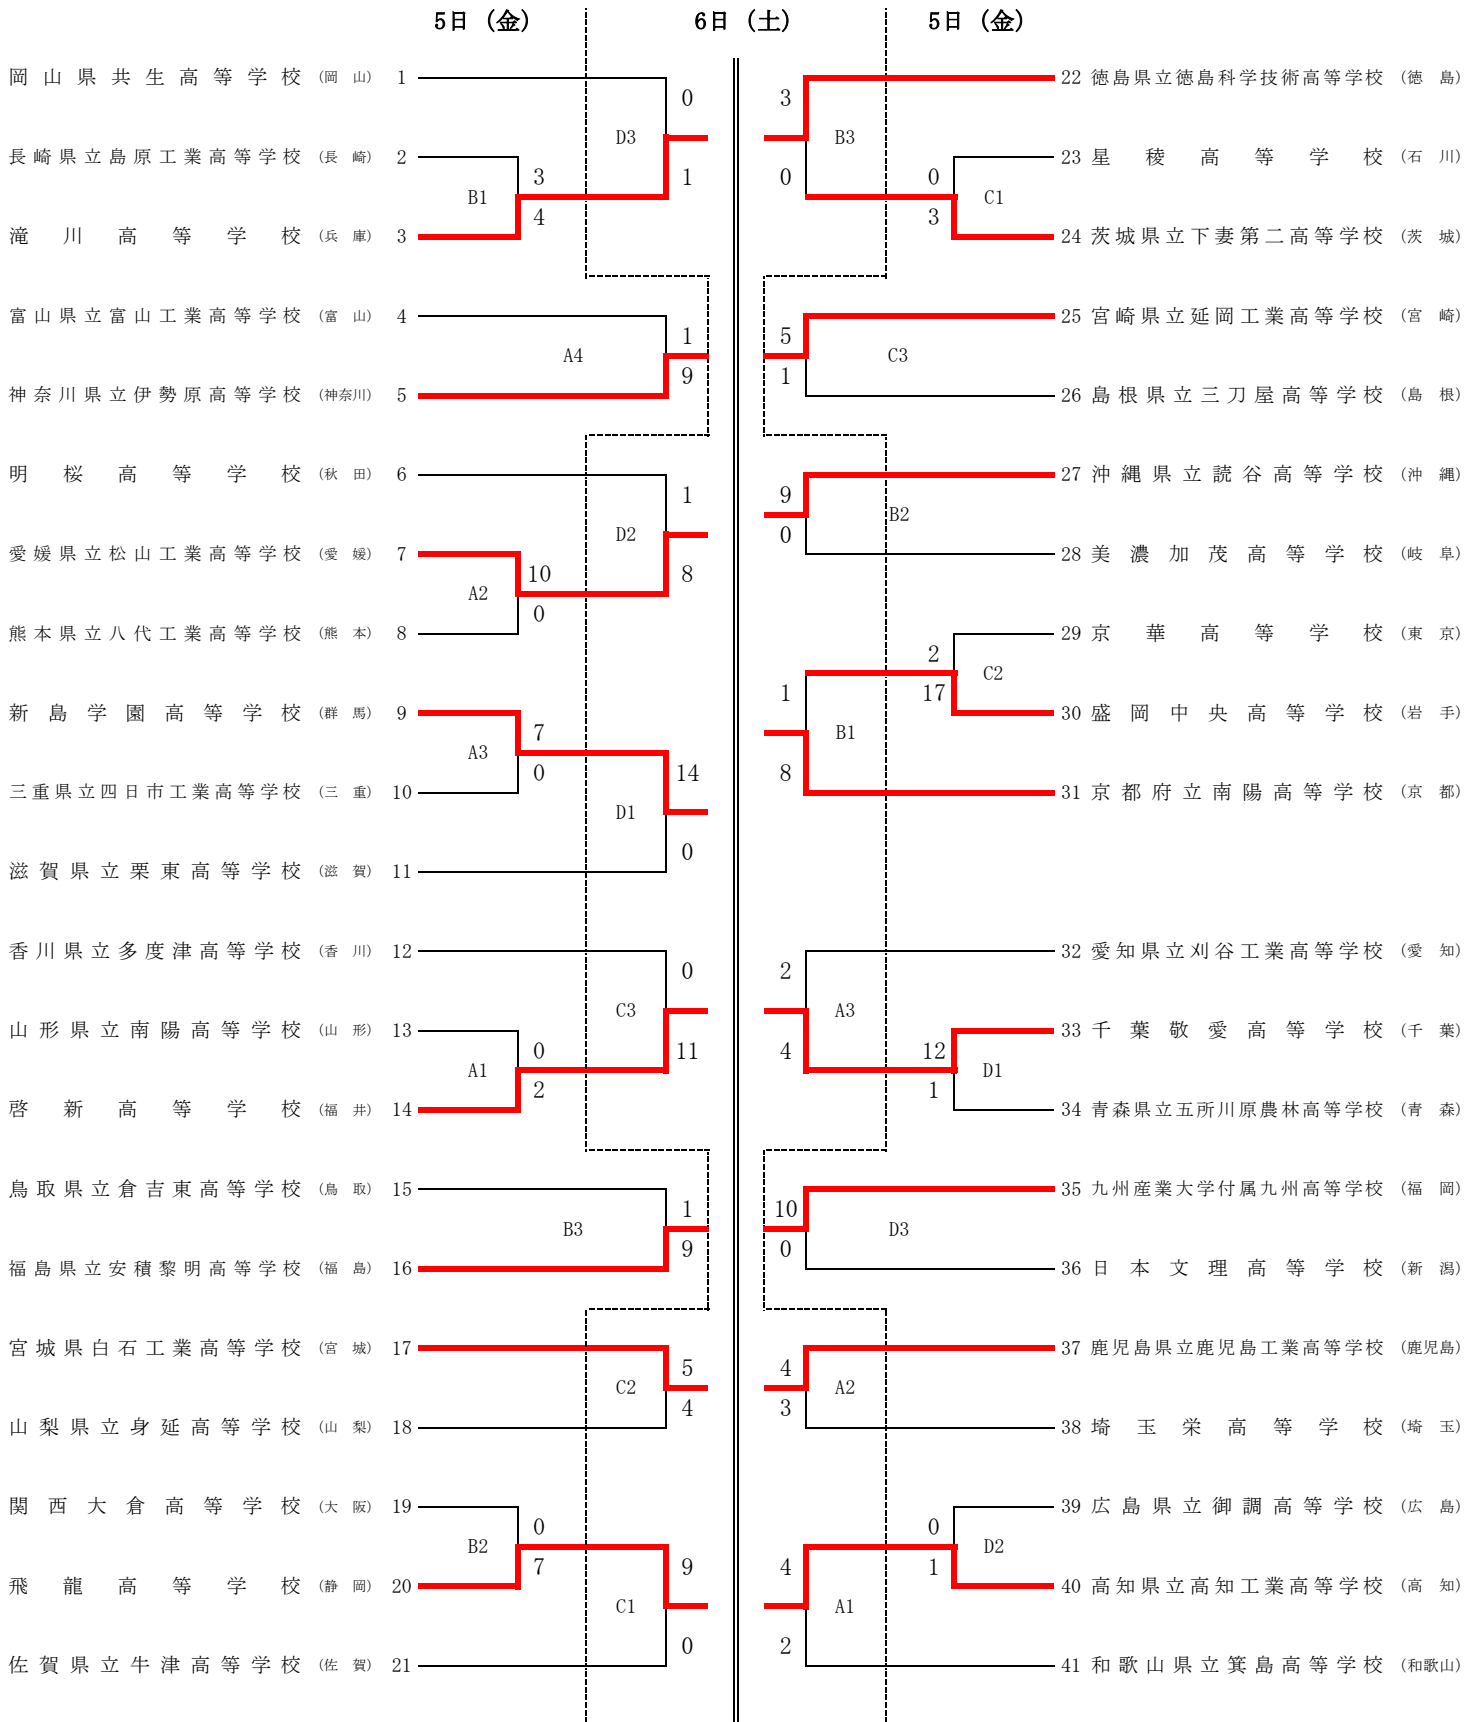 5日（金） 6日（土） 5日（金）
岡山県共生高等学校 （岡 山） 1
0
D3
1
長崎県立島原工業高等学校 （長 崎） 2
3
B1
4
滝川高等学校 （兵 庫） 3
富山県立富山工業高等学校 （富 山） 4
1
A4
9
神奈川県立伊勢原高等学校 （神奈川） 5
明桜高等学校 （秋 田） 6
1
D2
8
愛媛県立松山工業高等学校 （愛 媛） 7
10
A2
0
熊本県立八代工業高等学校 （熊 本） 8
新島学園高等学校 （群 馬） 9
7
A3
0
三重県立四日市工業高等学校 （三 重） 10
14
D1
0
滋賀県立栗東高等学校 （滋 賀） 11
香川県立多度津高等学校 （香 川） 12
0
C3
11
山形県立南陽高等学校 （山 形） 13
0
A1
2
啓新高等学校 （福 井） 14
鳥取県立倉吉東高等学校 （鳥 取） 15
1
B3
9
福島県立安積黎明高等学校 （福 島） 16
宮城県白石工業高等学校 （宮 城） 17
5
C2
4
山梨県立身延高等学校 （山 梨） 18
関西大倉高等学校 （大 阪） 19
0
B2
7
飛龍高等学校 （静 岡） 20
9
C1
0
佐賀県立牛津高等学校 （佐 賀） 21
22 徳島県立徳島科学技術高等学校 （徳 島）
3
B3
0
23 星稜高等学校 （石 川）
0
C1
3
24 茨城県立下妻第二高等学校 （茨 城）
25 宮崎県立延岡工業高等学校 （宮 崎）
5
C3
1
26 島根県立三刀屋高等学校 （島 根）
27 沖縄県立読谷高等学校 （沖 縄）
9
B2
0
28 美濃加茂高等学校 （岐 阜）
29 京華高等学校 （東 京）
2
C2
17
30 盛岡中央高等学校 （岩 手）
1
B1
8
31 京都府立南陽高等学校 （京 都）
32 愛知県立刈谷工業高等学校 （愛 知）
2
A3
4
33 千葉敬愛高等学校 （千 葉）
12
D1
1
34 青森県立五所川原農林高等学校 （青 森）
35 九州産業大学付属九州高等学校 （福 岡）
10
D3
0
36 日本文理高等学校 （新 潟）
37 鹿児島県立鹿児島工業高等学校 （鹿児島）
4
A2
3
38 埼玉栄高等学校 （埼 玉）
39 広島県立御調高等学校 （広 島）
0
D2
1
40 高知県立高知工業高等学校 （高 知）
4
A1
2
41 和歌山県立箕島高等学校 （和歌山）